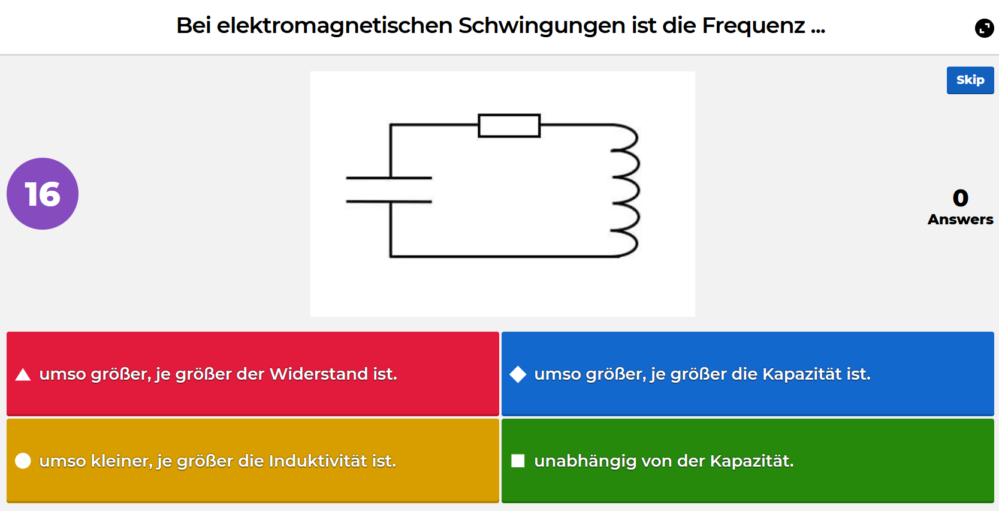 Bei elektromagnetischen Schwingungen ist die Frequenz ...
Skip
16
0
Answers
umso größer, je größer der Widerstand ist.
umso größer, je größer die Kapazität ist.
umso kleiner, je größer die Induktivität ist.
unabhängig von der Kapazität.